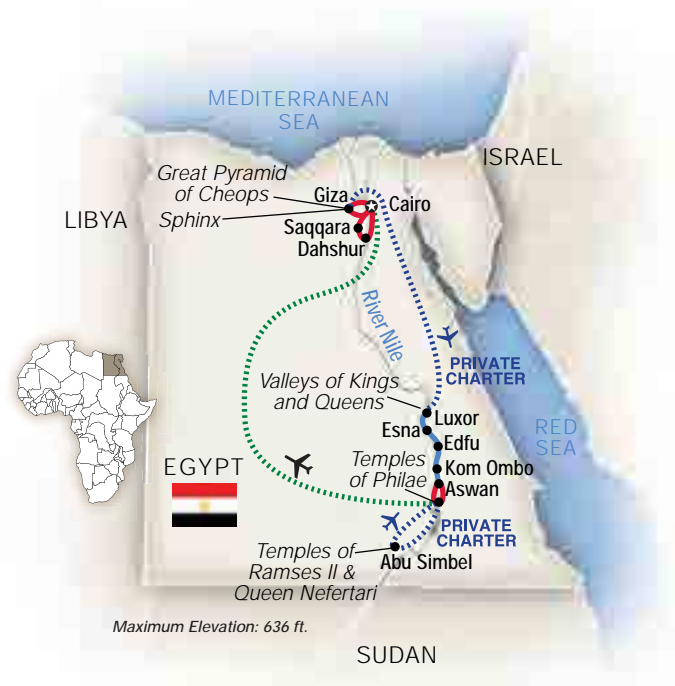 MEDITERRANEAN
SEA
ISRAEL
Great Pyramid
of Cheops
Giza
Cairo
LIBYA
Sphinx
Saqqara
Dahshur
River Nile
PRIVATE
CHARTER
Valleys of Kings
and Queens
Luxor
Esna
RED
SEA
Edfu
Kom Ombo
EGYPT
Temples
of Philae
Aswan
PRIVATE
CHARTER
Temples of
Ramses II &
Queen Nefertari
Abu Simbel
Maximum Elevation: 636 ft.
SUDAN